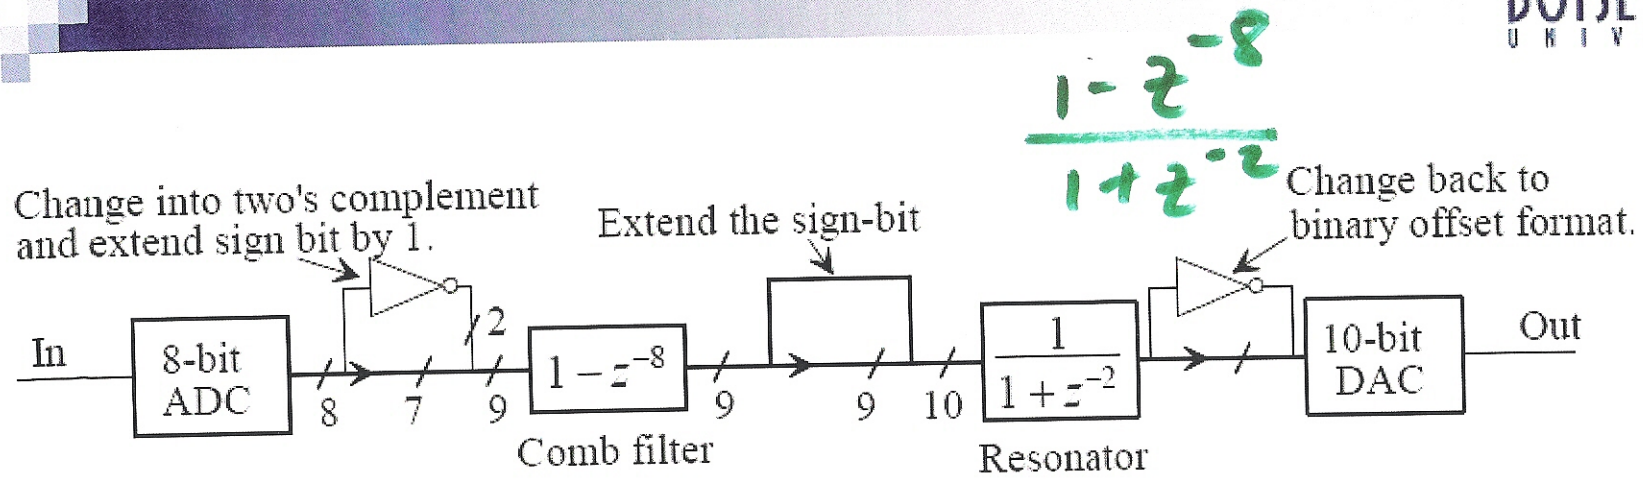 U N I V
1 - z^-8
1 + z^-2
Change into two's complement
and extend sign bit by 1.
Extend the sign-bit
Change back to
binary offset format.
In
8-bit
ADC
8
7
2
9
1 − z^−8
Comb filter
9
9
10
1
1 + z^−2
Resonator
10-bit
DAC
Out